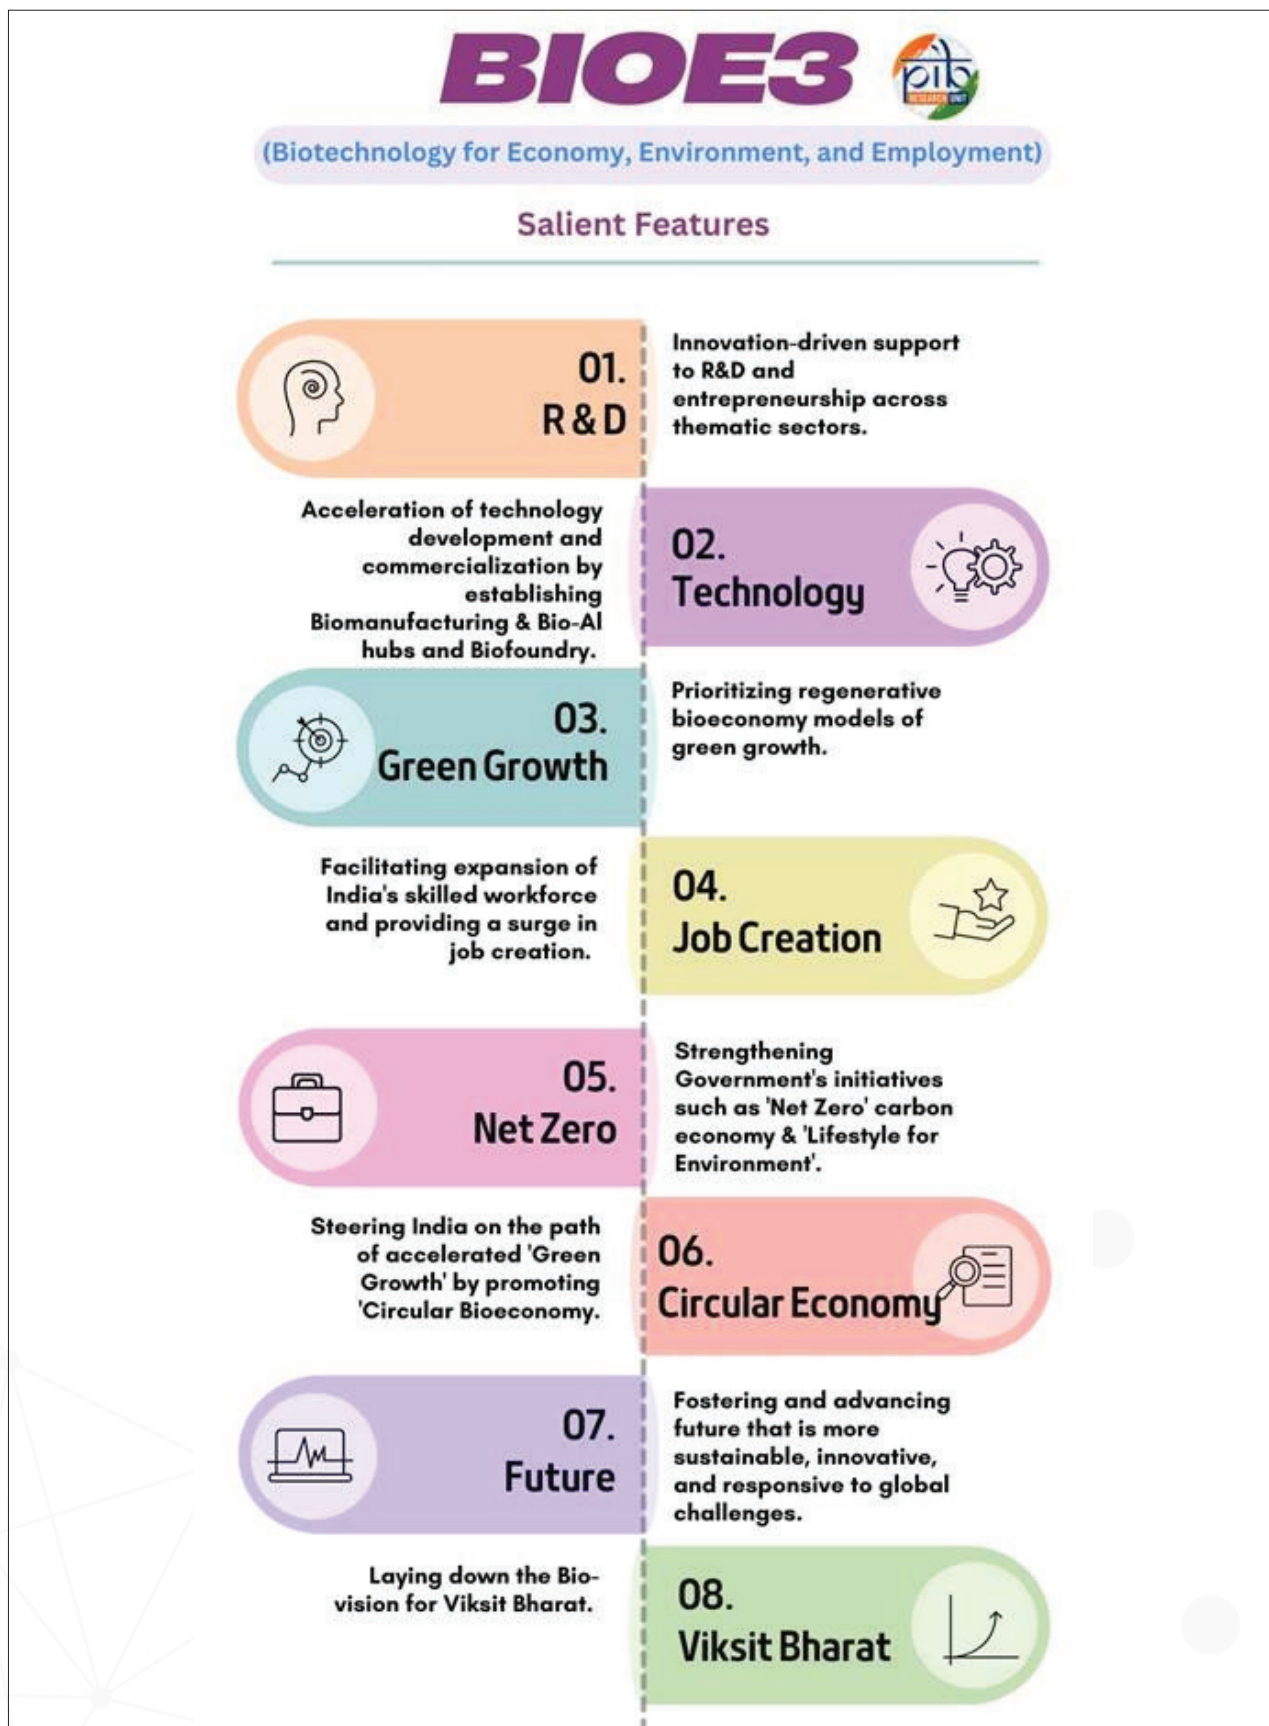 BIOE3
pib
RESEARCH UNIT
(Biotechnology for Economy, Environment, and Employment)
Salient Features
01.
R & D
Innovation-driven support
to R&D and
entrepreneurship across
thematic sectors.
Acceleration of technology
development and
commercialization by
establishing
Biomanufacturing & Bio-AI
hubs and Biofoundry.
02.
Technology
03.
Green Growth
Prioritizing regenerative
bioeconomy models of
green growth.
Facilitating expansion of
India's skilled workforce
and providing a surge in
job creation.
04.
Job Creation
05.
Net Zero
Strengthening
Government's initiatives
such as 'Net Zero' carbon
economy & 'Lifestyle for
Environment'.
Steering India on the path
of accelerated 'Green
Growth' by promoting
'Circular Bioeconomy.
06.
Circular Economy
07.
Future
Fostering and advancing
future that is more
sustainable, innovative,
and responsive to global
challenges.
Laying down the Bio-
vision for Viksit Bharat.
08.
Viksit Bharat